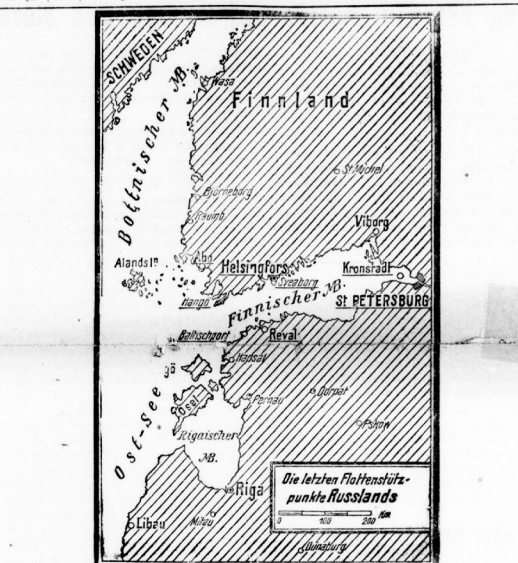 SCHWEDEN
Bottnischer MB.
Wasa
Finnland
St Michel
Björneborg
Raumo
Viborg
Åbo
Alands In
Helsingfors
Kronstadt
Sveaborg
Hangö
Finnischer MB.
St PETERSBURG
Baltischport
Reval
Hapsal
gö
Ösel
Pernau
Dorpat
Ost-See
Pskow
Rigaischer
MB.
Riga
Die letzten Flottenstütz-
punkte Russlands
0 100 200 Km
Libau
Mitau
Dünaburg